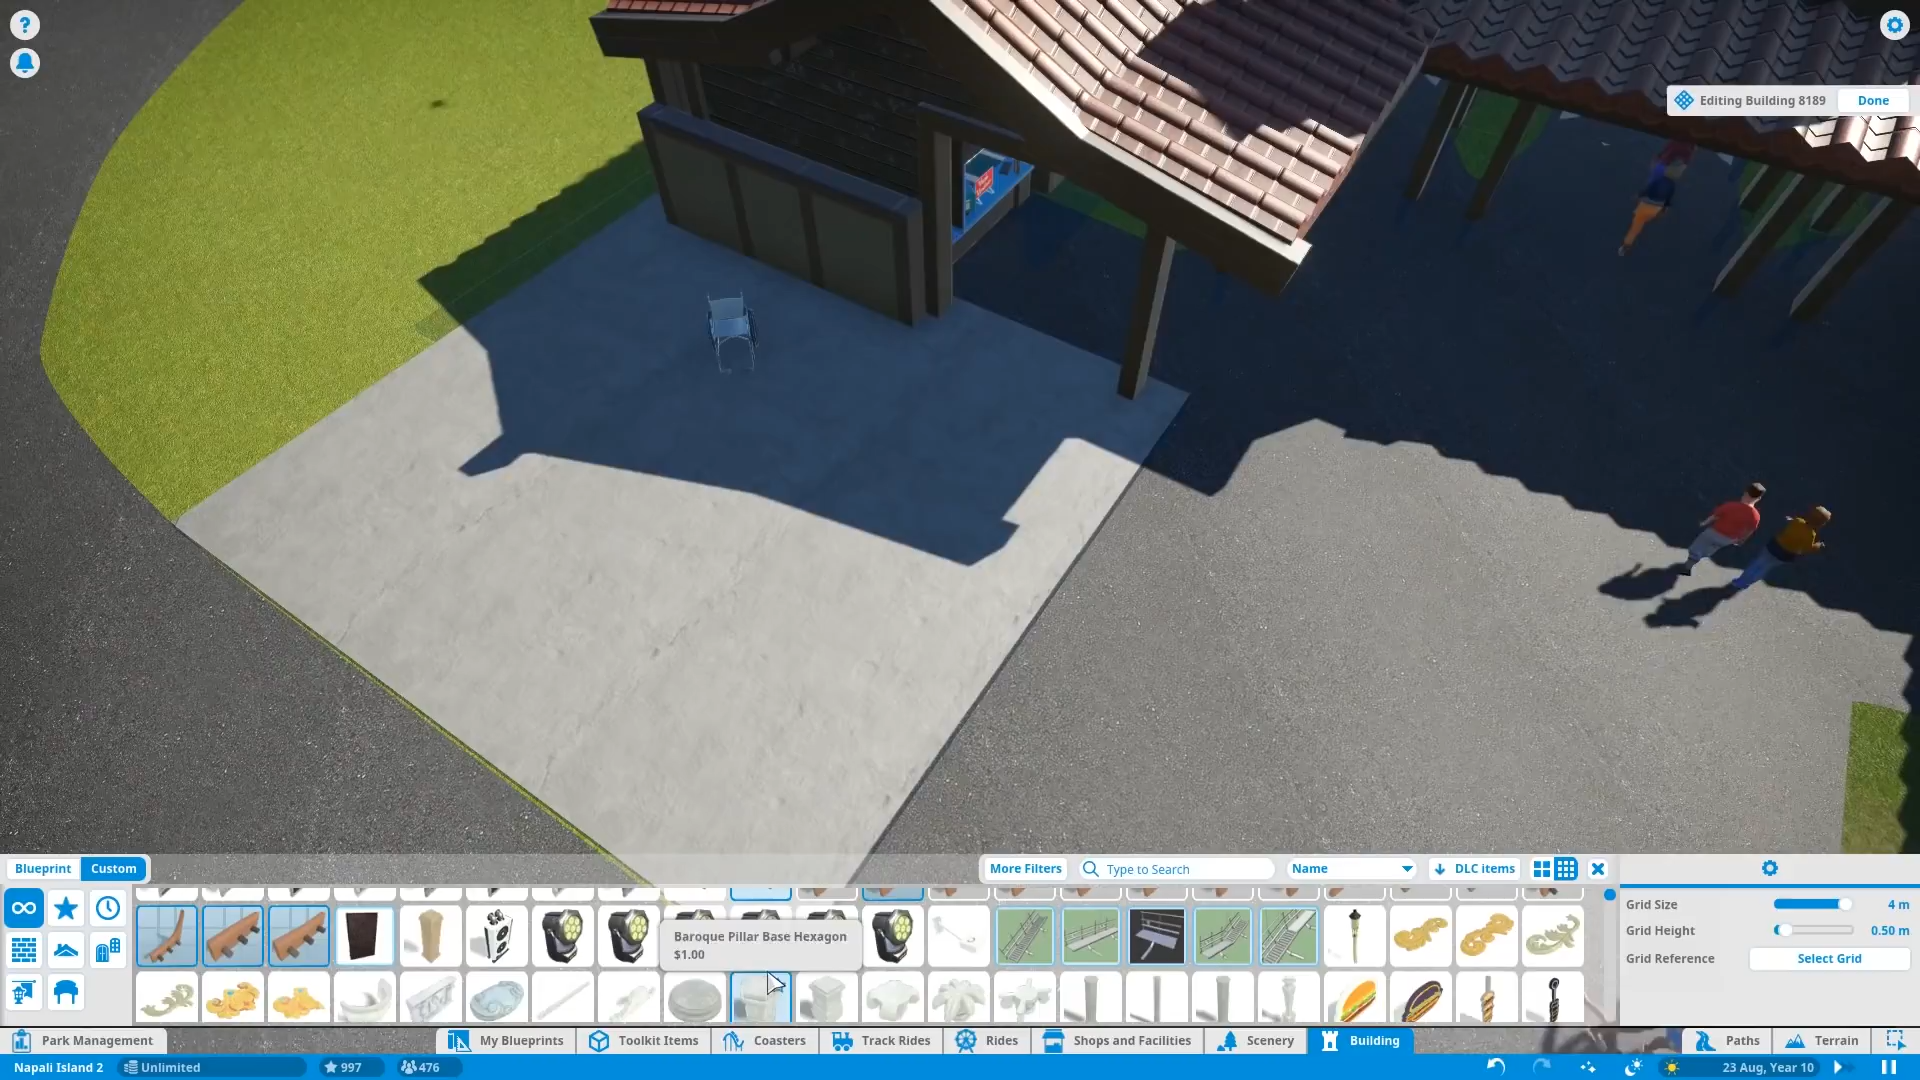 ?
Editing Building 8189
Done
Blueprint
Custom
More Filters
Type to Search
Name
DLC items
Baroque Pillar Base Hexagon
$1.00
Grid Size
4 m
Grid Height
0.50 m
Grid Reference
Select Grid
Park Management
My Blueprints
Toolkit Items
Coasters
Track Rides
Rides
Shops and Facilities
Scenery
Building
Paths
Terrain
Napali Island 2
Unlimited
997
476
23 Aug, Year 10